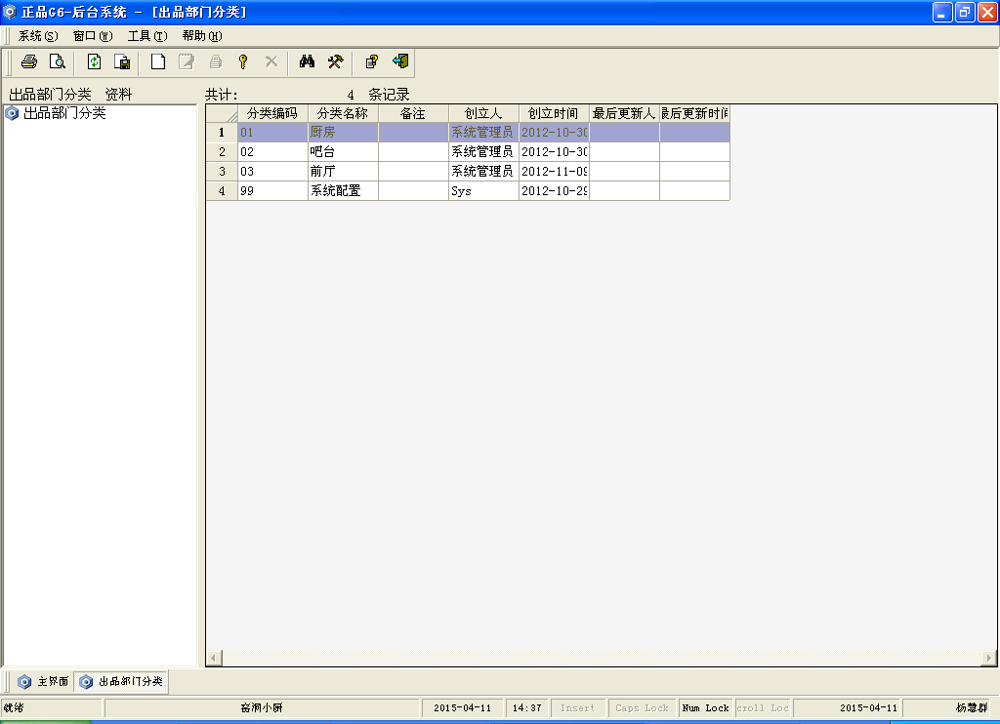 正品G6-后台系统 - [出品部门分类]
系统(S) 窗口(W) 工具(T) 帮助(H)
出品部门分类 资料 共计: 4 条记录
出品部门分类
分类编码 分类名称 备注 创立人 创立时间 最后更新人 最后更新时间
1 01 厨房 系统管理员 2012-10-30
2 02 吧台 系统管理员 2012-10-30
3 03 前厅 系统管理员 2012-11-09
4 99 系统配置 Sys 2012-10-29
主界面 出品部门分类
就绪 窑洞小厨 2015-04-11 14:37 Insert Caps Lock Num Lock croll Loc 2015-04-11 杨慧群